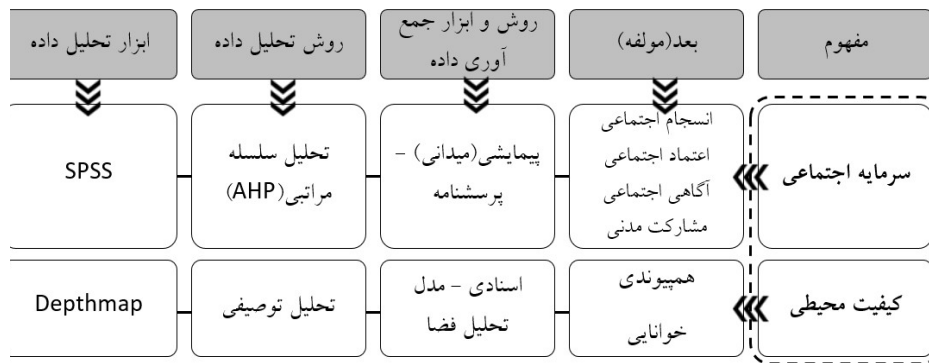 مفهوم
بعد(مولفه)
روش و ابزار جمع
آوری داده
روش تحلیل داده
ابزار تحلیل داده
سرمایه اجتماعی
انسجام اجتماعی
اعتماد اجتماعی
آگاهی اجتماعی
مشارکت مدنی
پیمایشی(میدانی) –
پرسشنامه
تحلیل سلسله
مراتبی(AHP)
SPSS
کیفیت محیطی
همپیوندی
خوانایی
اسنادی – مدل
تحلیل فضا
تحلیل توصیفی
Depthmap